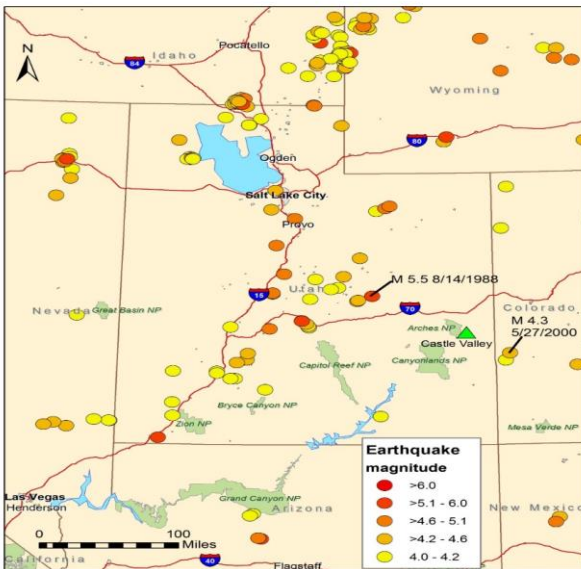 Idaho
Pocatello
84
N
Wyoming
80
Ogden
Salt Lake City
Provo
M 5.5 8/14/1988
Utah
15
70
Nevada
Great Basin NP
Colorado
Arches NP
M 4.3
5/27/2000
Castle Valley
Canyonlands NP
Capitol Reef NP
Bryce Canyon NP
Zion NP
Mesa Verde NP
Earthquake
magnitude
>6.0
>5.1 - 6.0
>4.6 - 5.1
>4.2 - 4.6
4.0 - 4.2
Las Vegas
Henderson
Grand Canyon NP
Arizona
New Mexico
0
100
Miles
California
40
Flagstaff